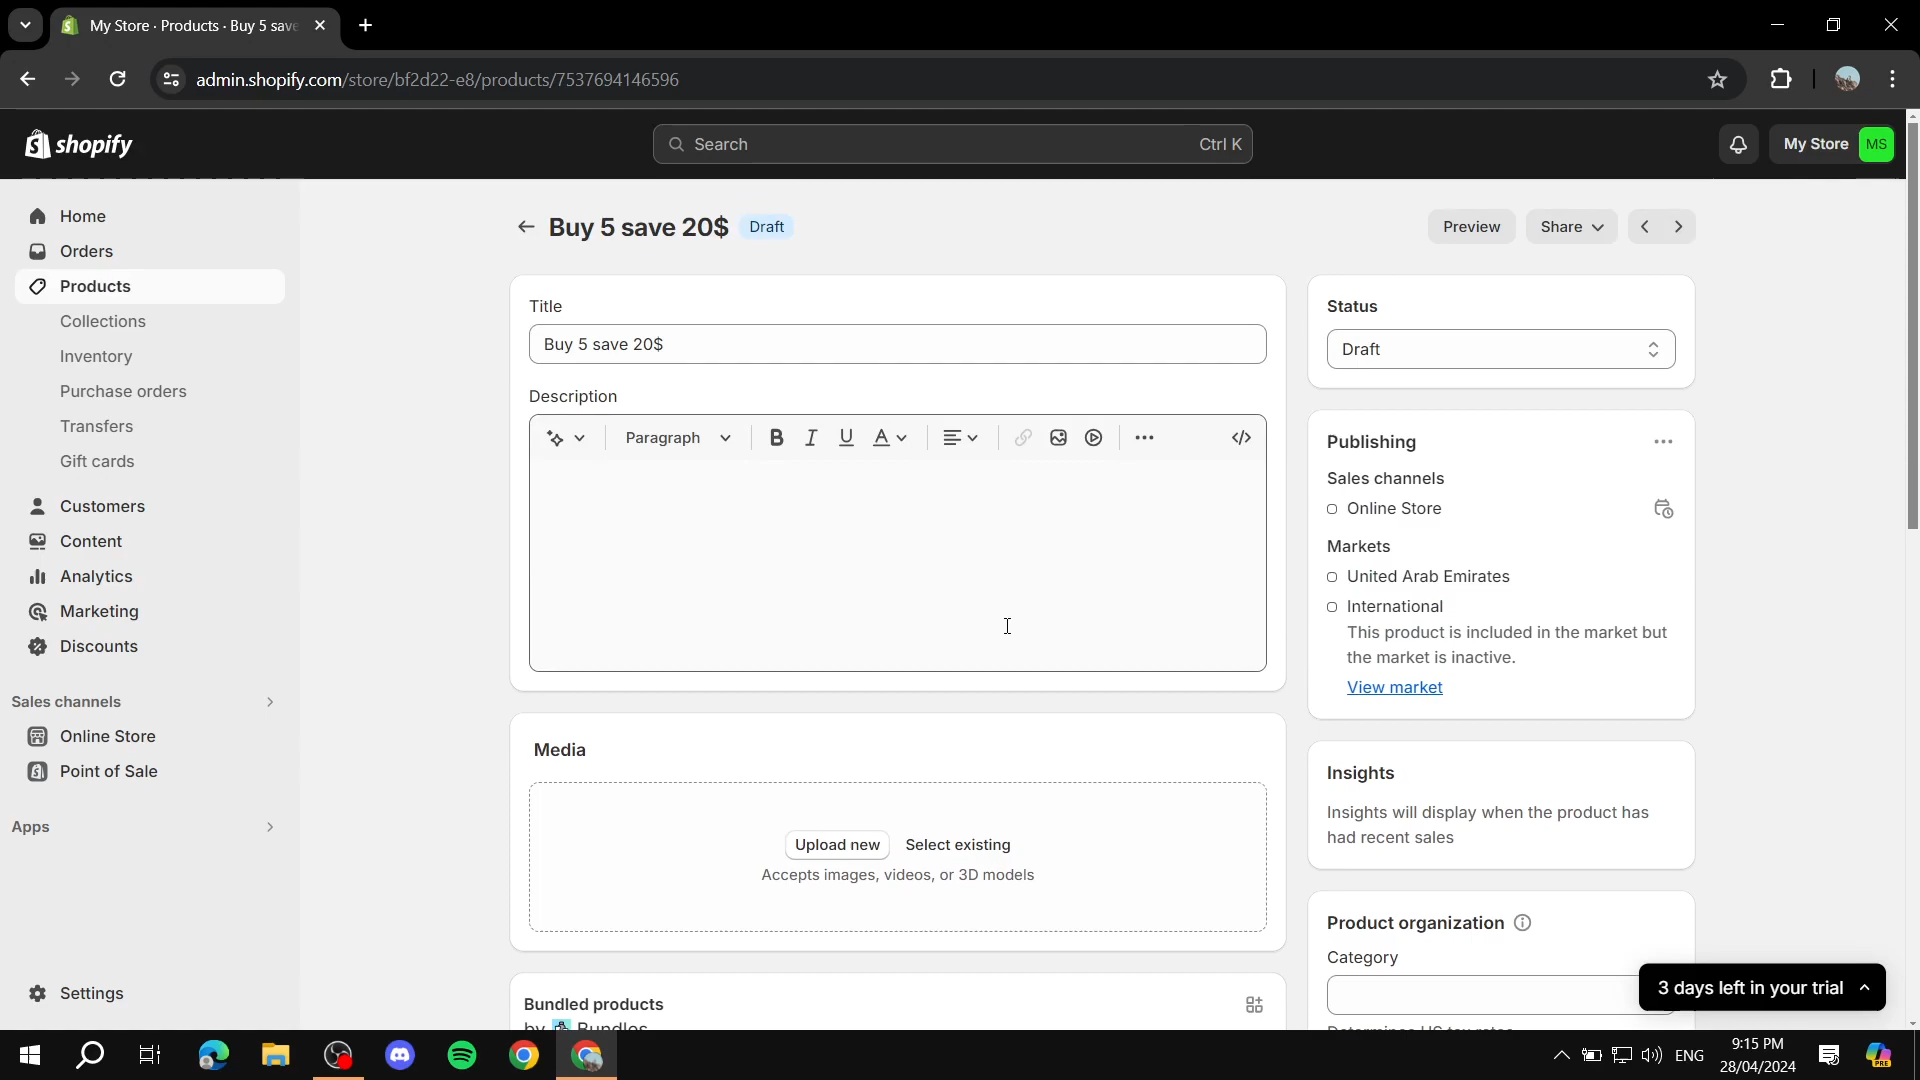 My Store · Products · Buy 5 save
admin.shopify.com/store/bf2d22-e8/products/7537694146596
shopify
Search
Ctrl K
My Store
MS
Home
Orders
Products
Collections
Inventory
Purchase orders
Transfers
Gift cards
Customers
Content
Analytics
Marketing
Discounts
Sales channels
Online Store
Point of Sale
Apps
Settings
Buy 5 save 20$
Draft
Preview
Share
Title
Buy 5 save 20$
Description
Paragraph
B I U A
Media
Upload new
Select existing
Accepts images, videos, or 3D models
Bundled products
by Bundles
Status
Draft
Publishing
Sales channels
Online Store
Markets
United Arab Emirates
International
This product is included in the market but
the market is inactive.
View market
Insights
Insights will display when the product has
had recent sales
Product organization
Category
Determines US tax rates
3 days left in your trial
ENG
9:15 PM
28/04/2024
PRE